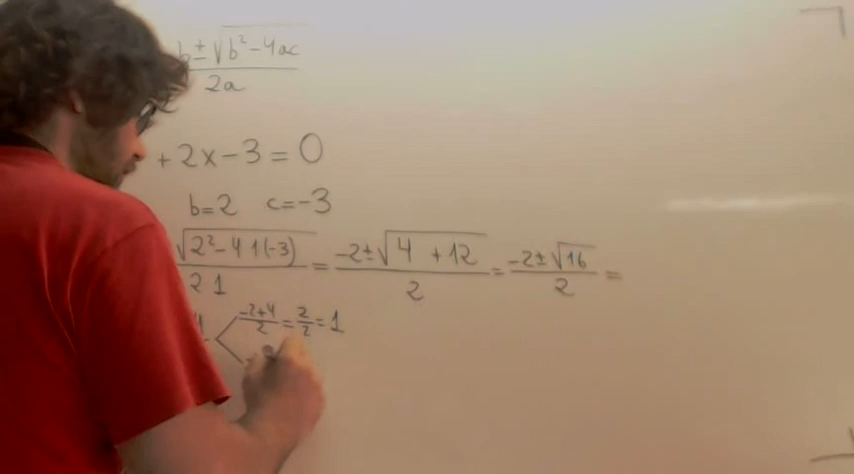 b±√b²-4ac
2a
+2x-3=0
b=2 c=-3
√2²-4 1(-3) / 2 1 = -2±√4 +12 / 2 = -2±√16 / 2 =
4 < -2+4 / 2 = 2/2 = 1